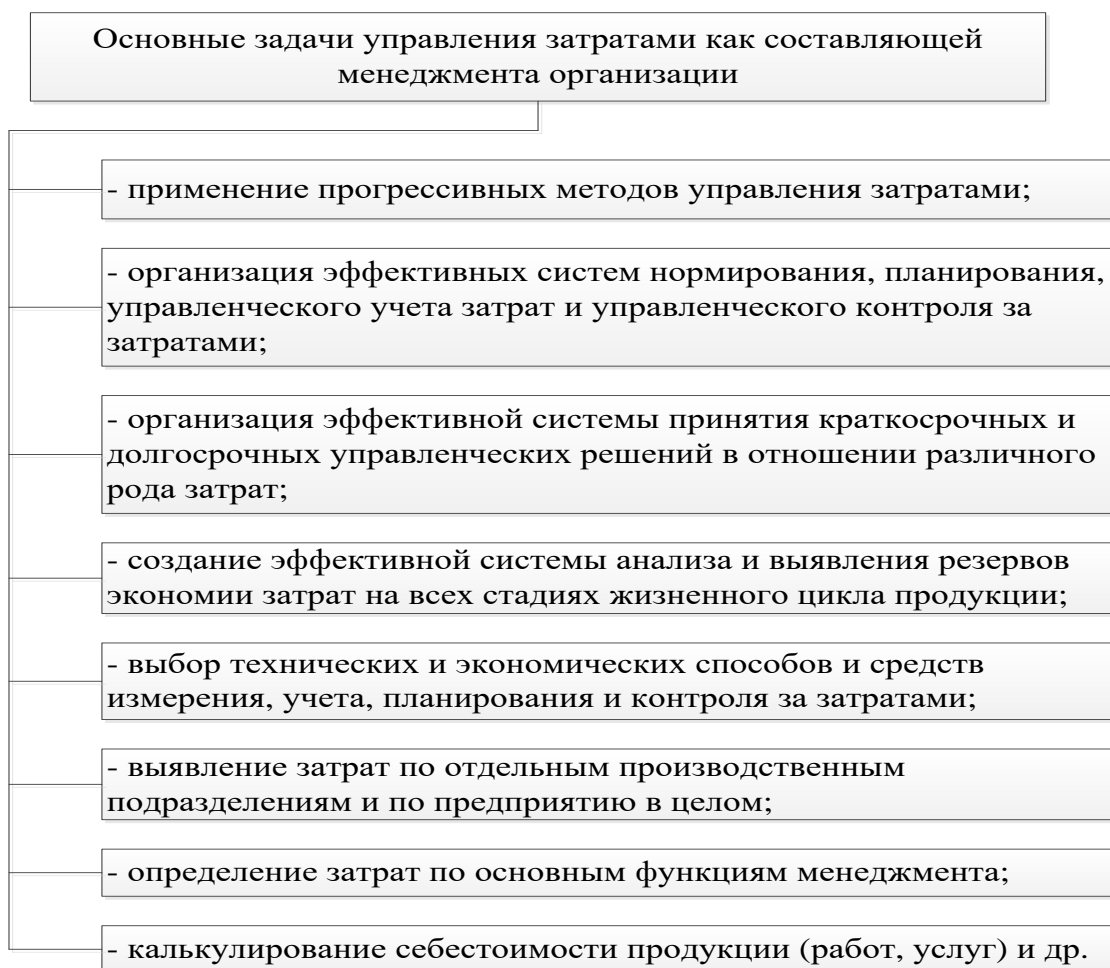 Основные задачи управления затратами как составляющей
менеджмента организации
- применение прогрессивных методов управления затратами;
- организация эффективных систем нормирования, планирования,
управленческого учета затрат и управленческого контроля за
затратами;
- организация эффективной системы принятия краткосрочных и
долгосрочных управленческих решений в отношении различного
рода затрат;
- создание эффективной системы анализа и выявления резервов
экономии затрат на всех стадиях жизненного цикла продукции;
- выбор технических и экономических способов и средств
измерения, учета, планирования и контроля за затратами;
- выявление затрат по отдельным производственным
подразделениям и по предприятию в целом;
- определение затрат по основным функциям менеджмента;
- калькулирование себестоимости продукции (работ, услуг) и др.